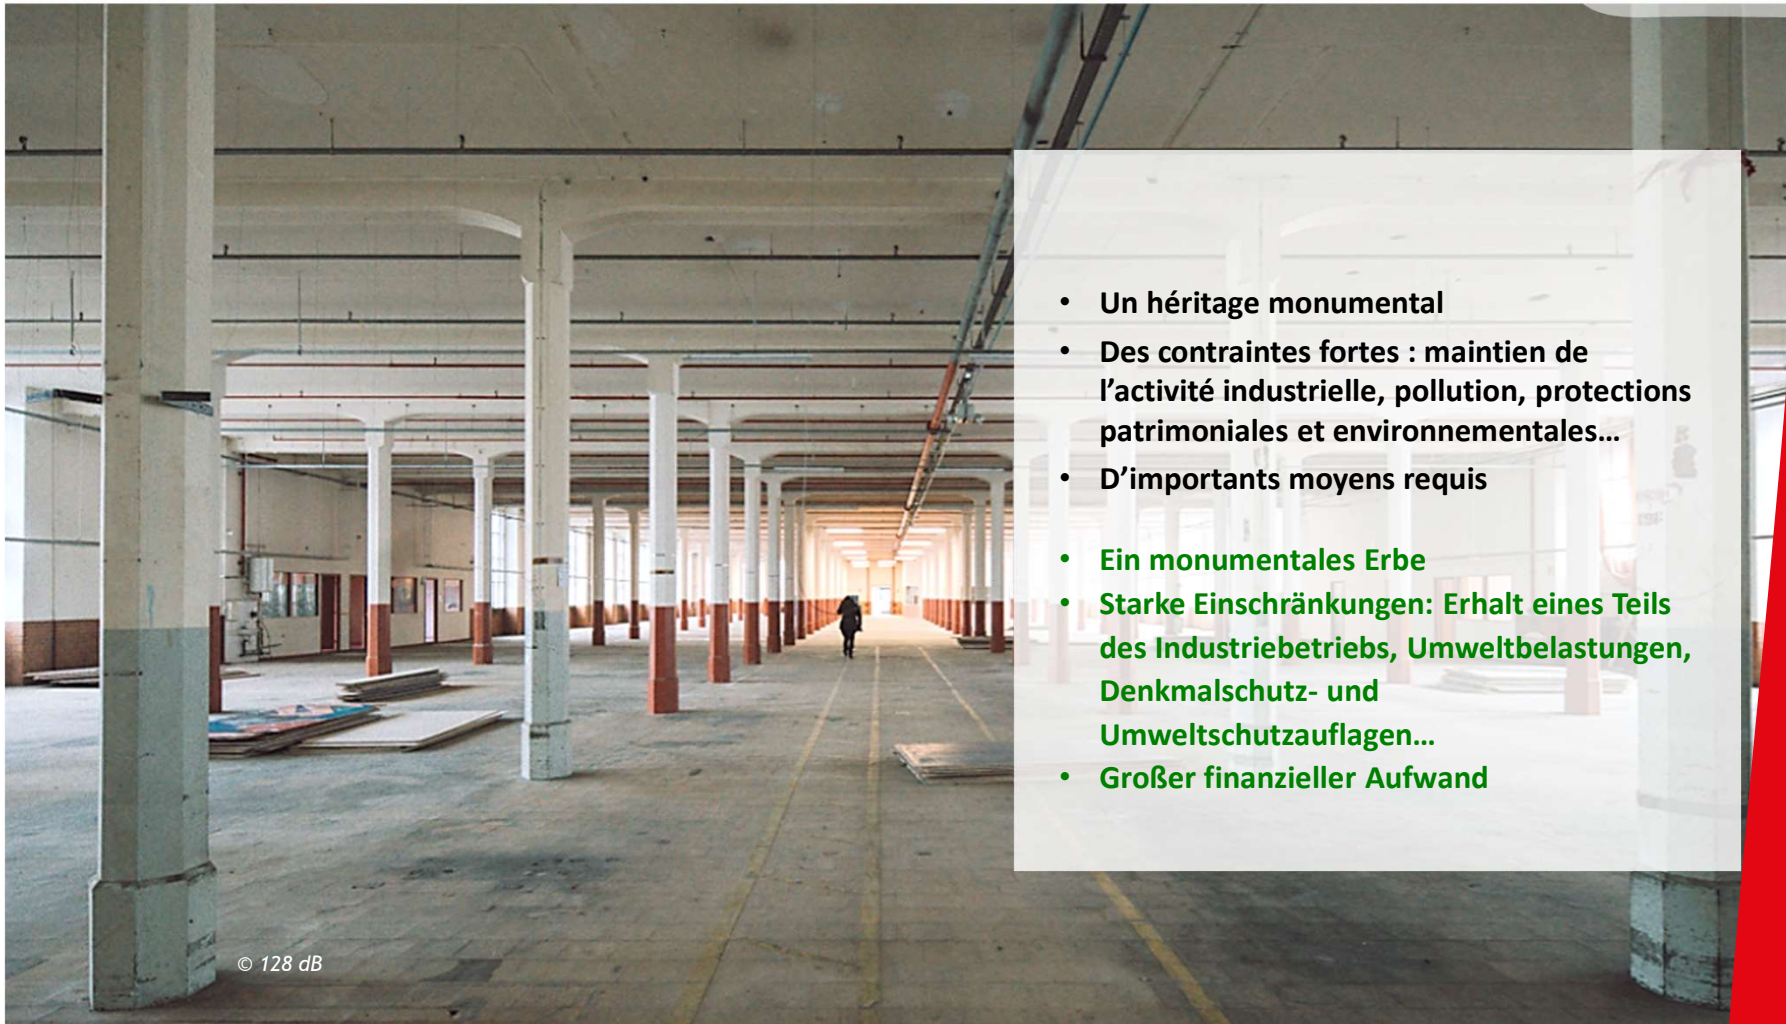 • Un héritage monumental
• Des contraintes fortes : maintien de
l’activité industrielle, pollution, protections
patrimoniales et environnementales…
• D’importants moyens requis
• Ein monumentales Erbe
• Starke Einschränkungen: Erhalt eines Teils
des Industriebetriebs, Umweltbelastungen,
Denkmalschutz- und
Umweltschutzauflagen…
• Großer finanzieller Aufwand
© 128 dB